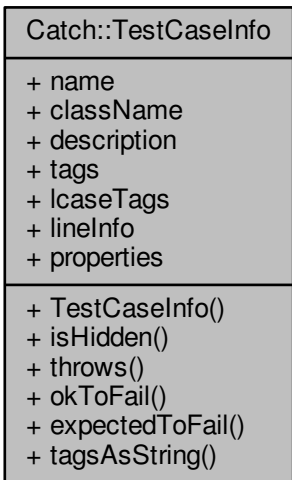 Catch::TestCaseInfo
+ name
+ className
+ description
+ tags
+ lcaseTags
+ lineInfo
+ properties
+ TestCaseInfo()
+ isHidden()
+ throws()
+ okToFail()
+ expectedToFail()
+ tagsAsString()